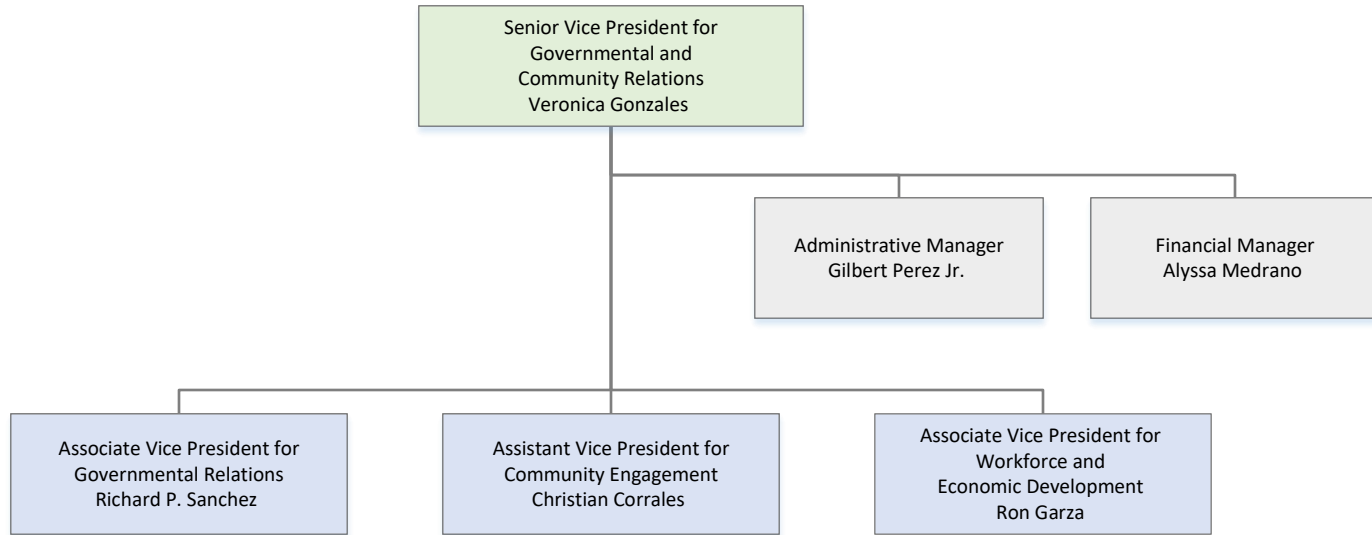 Senior Vice President for
Governmental and
Community Relations
Veronica Gonzales
Administrative Manager
Gilbert Perez Jr.
Financial Manager
Alyssa Medrano
Associate Vice President for
Governmental Relations
Richard P. Sanchez
Assistant Vice President for
Community Engagement
Christian Corrales
Associate Vice President for
Workforce and
Economic Development
Ron Garza